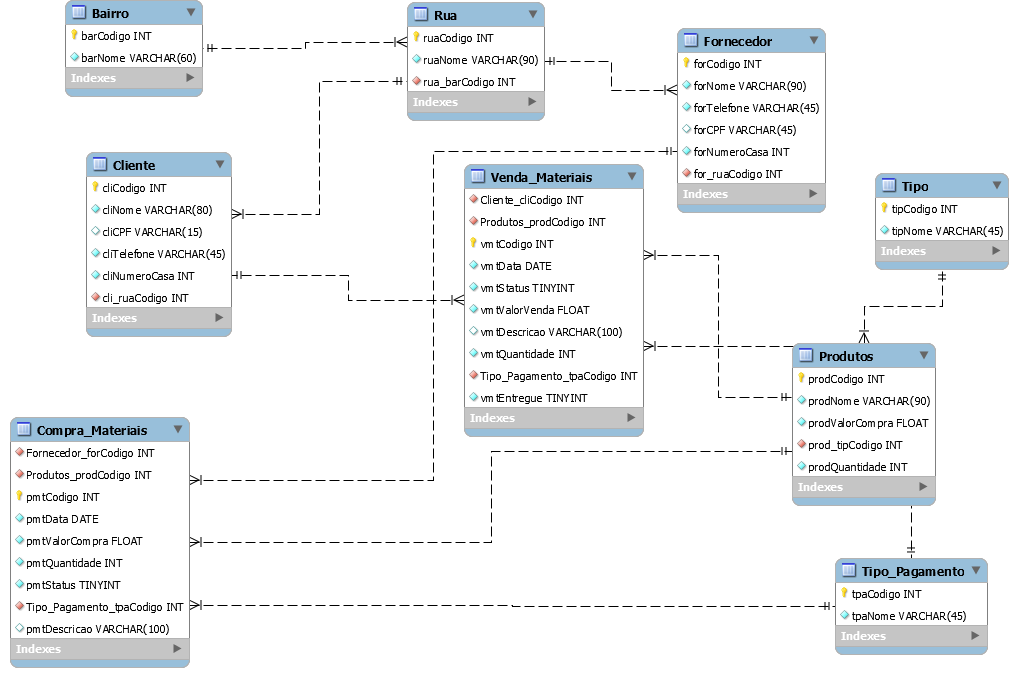 Bairro
barCodigo INT
barNome VARCHAR(60)
Indexes
Rua
ruaCodigo INT
ruaNome VARCHAR(90)
rua_barCodigo INT
Indexes
Fornecedor
forCodigo INT
forNome VARCHAR(90)
forTelefone VARCHAR(45)
forCPF VARCHAR(45)
forNumeroCasa INT
for_ruaCodigo INT
Indexes
Cliente
cliCodigo INT
cliNome VARCHAR(80)
cliCPF VARCHAR(15)
cliTelefone VARCHAR(45)
cliNumeroCasa INT
cli_ruaCodigo INT
Indexes
Venda_Materiais
Cliente_cliCodigo INT
Produtos_prodCodigo INT
vmtCodigo INT
vmtData DATE
vmtStatus TINYINT
vmtValorVenda FLOAT
vmtDescricao VARCHAR(100)
vmtQuantidade INT
Tipo_Pagamento_tpaCodigo INT
vmtEntregue TINYINT
Indexes
Tipo
tipCodigo INT
tipNome VARCHAR(45)
Indexes
Produtos
prodCodigo INT
prodNome VARCHAR(90)
prodValorCompra FLOAT
prod_tipCodigo INT
prodQuantidade INT
Indexes
Compra_Materiais
Fornecedor_forCodigo INT
Produtos_prodCodigo INT
pmtCodigo INT
pmtData DATE
pmtValorCompra FLOAT
pmtQuantidade INT
pmtStatus TINYINT
Tipo_Pagamento_tpaCodigo INT
pmtDescricao VARCHAR(100)
Indexes
Tipo_Pagamento
tpaCodigo INT
tpaNome VARCHAR(45)
Indexes